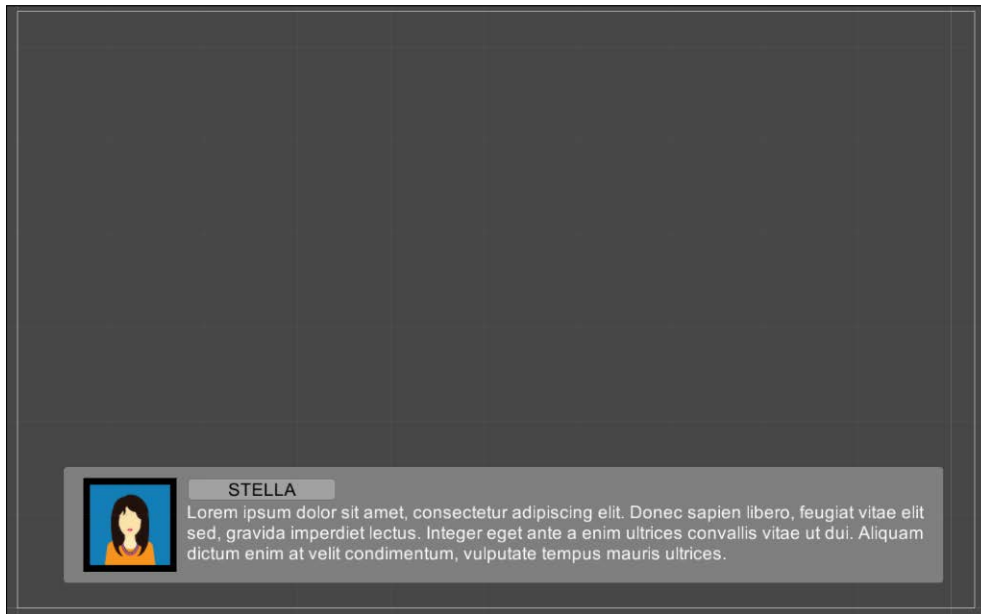 STELLA
Lorem ipsum dolor sit amet, consectetur adipiscing elit. Donec sapien libero, feugiat vitae elit
sed, gravida imperdiet lectus. Integer eget ante a enim ultrices convallis vitae ut dui. Aliquam
dictum enim at velit condimentum, vulputate tempus mauris ultrices.